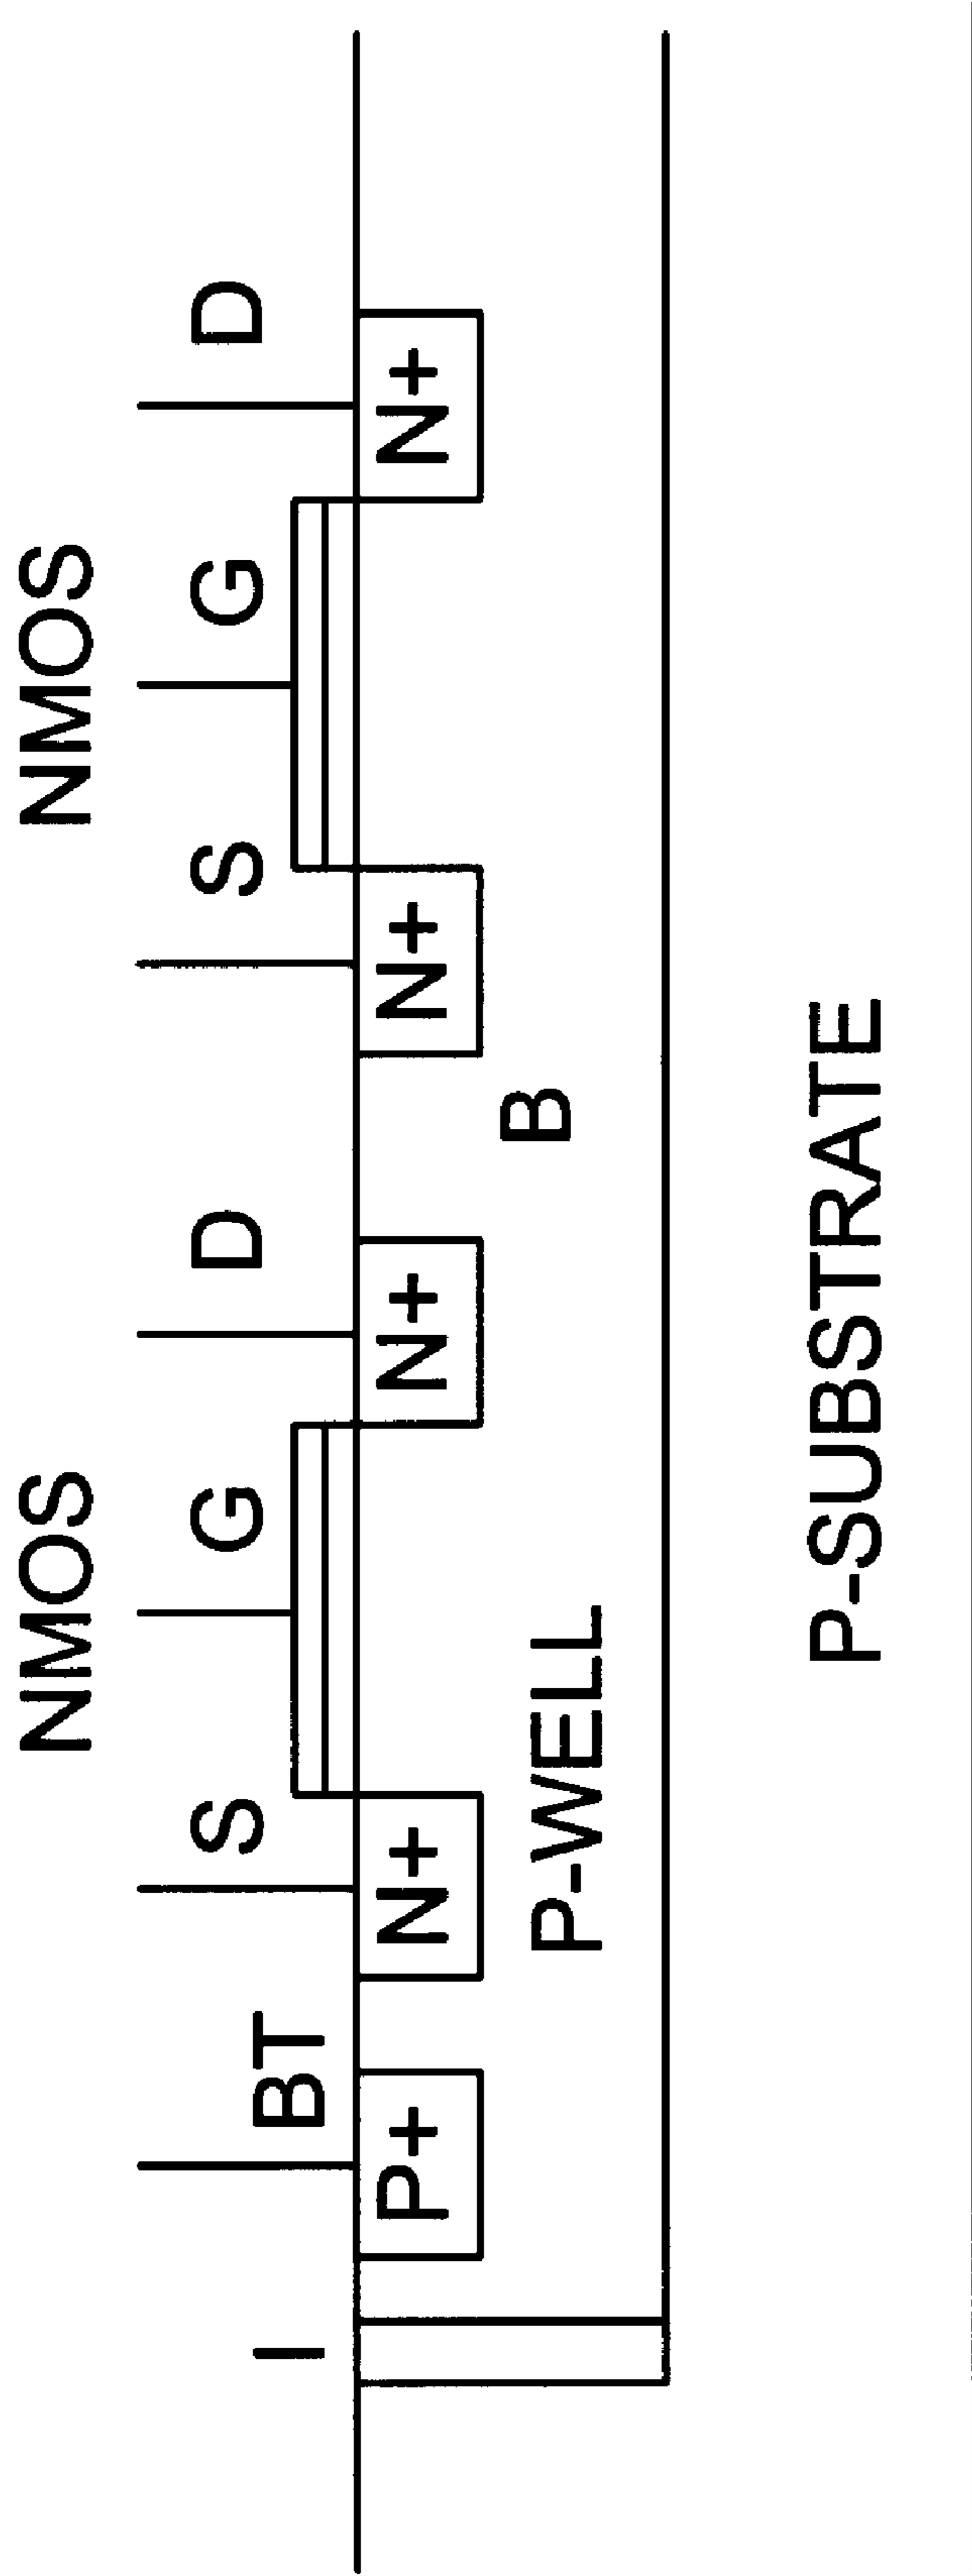 NMOS NMOS
I BT S G D S G D
P+ N+ N+ N+ N+
P-WELL B
P-SUBSTRATE